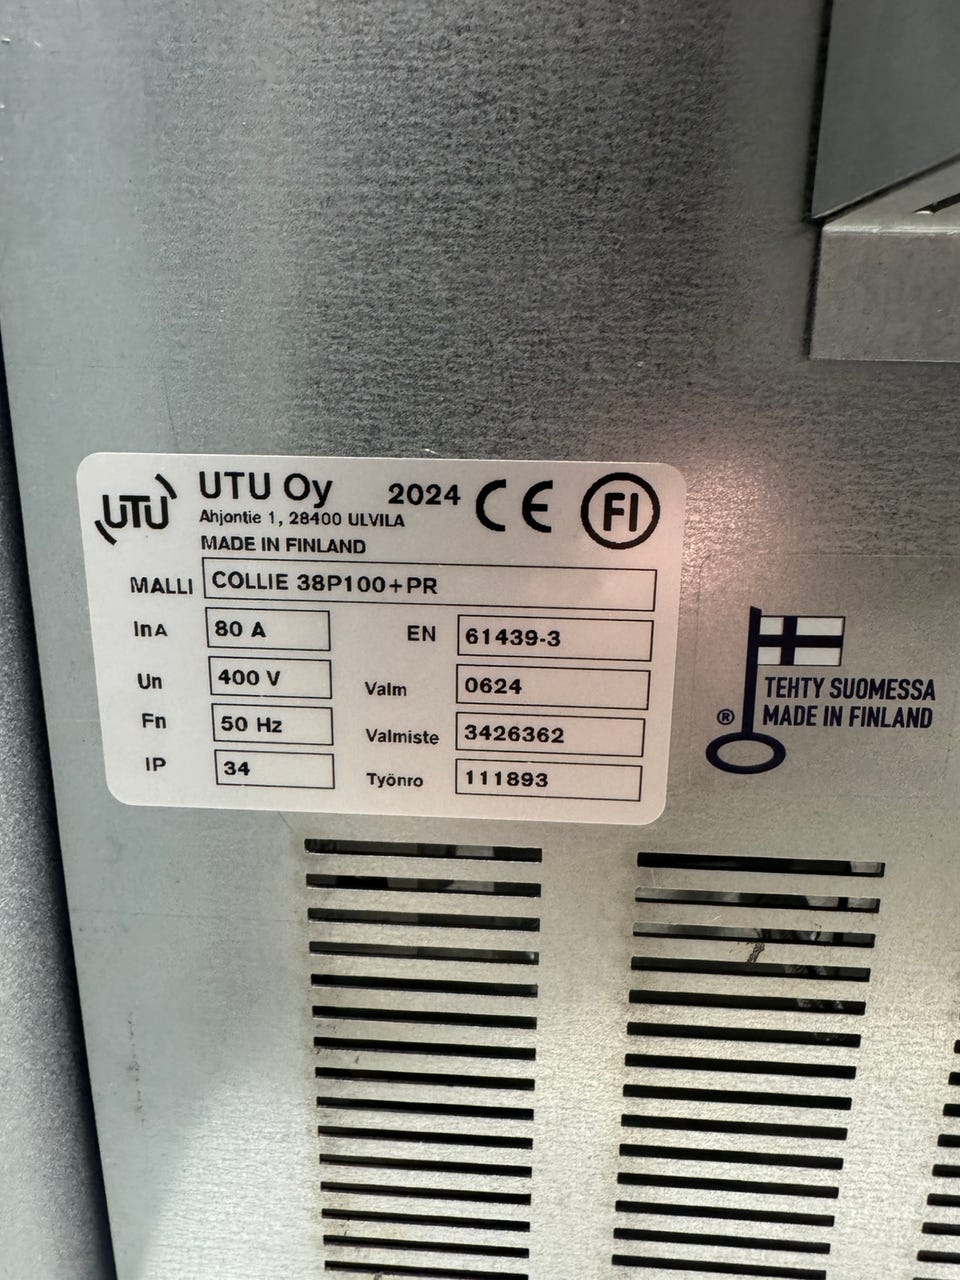 UTU
UTU Oy 2024 CE FI
Ahjontie 1, 28400 ULVILA
MADE IN FINLAND
MALLI COLLIE 38P100+PR
InA 80 A EN 61439-3
Un 400 V Valm 0624
Fn 50 Hz Valmiste 3426362
IP 34 Työnro 111893
® TEHTY SUOMESSA
MADE IN FINLAND